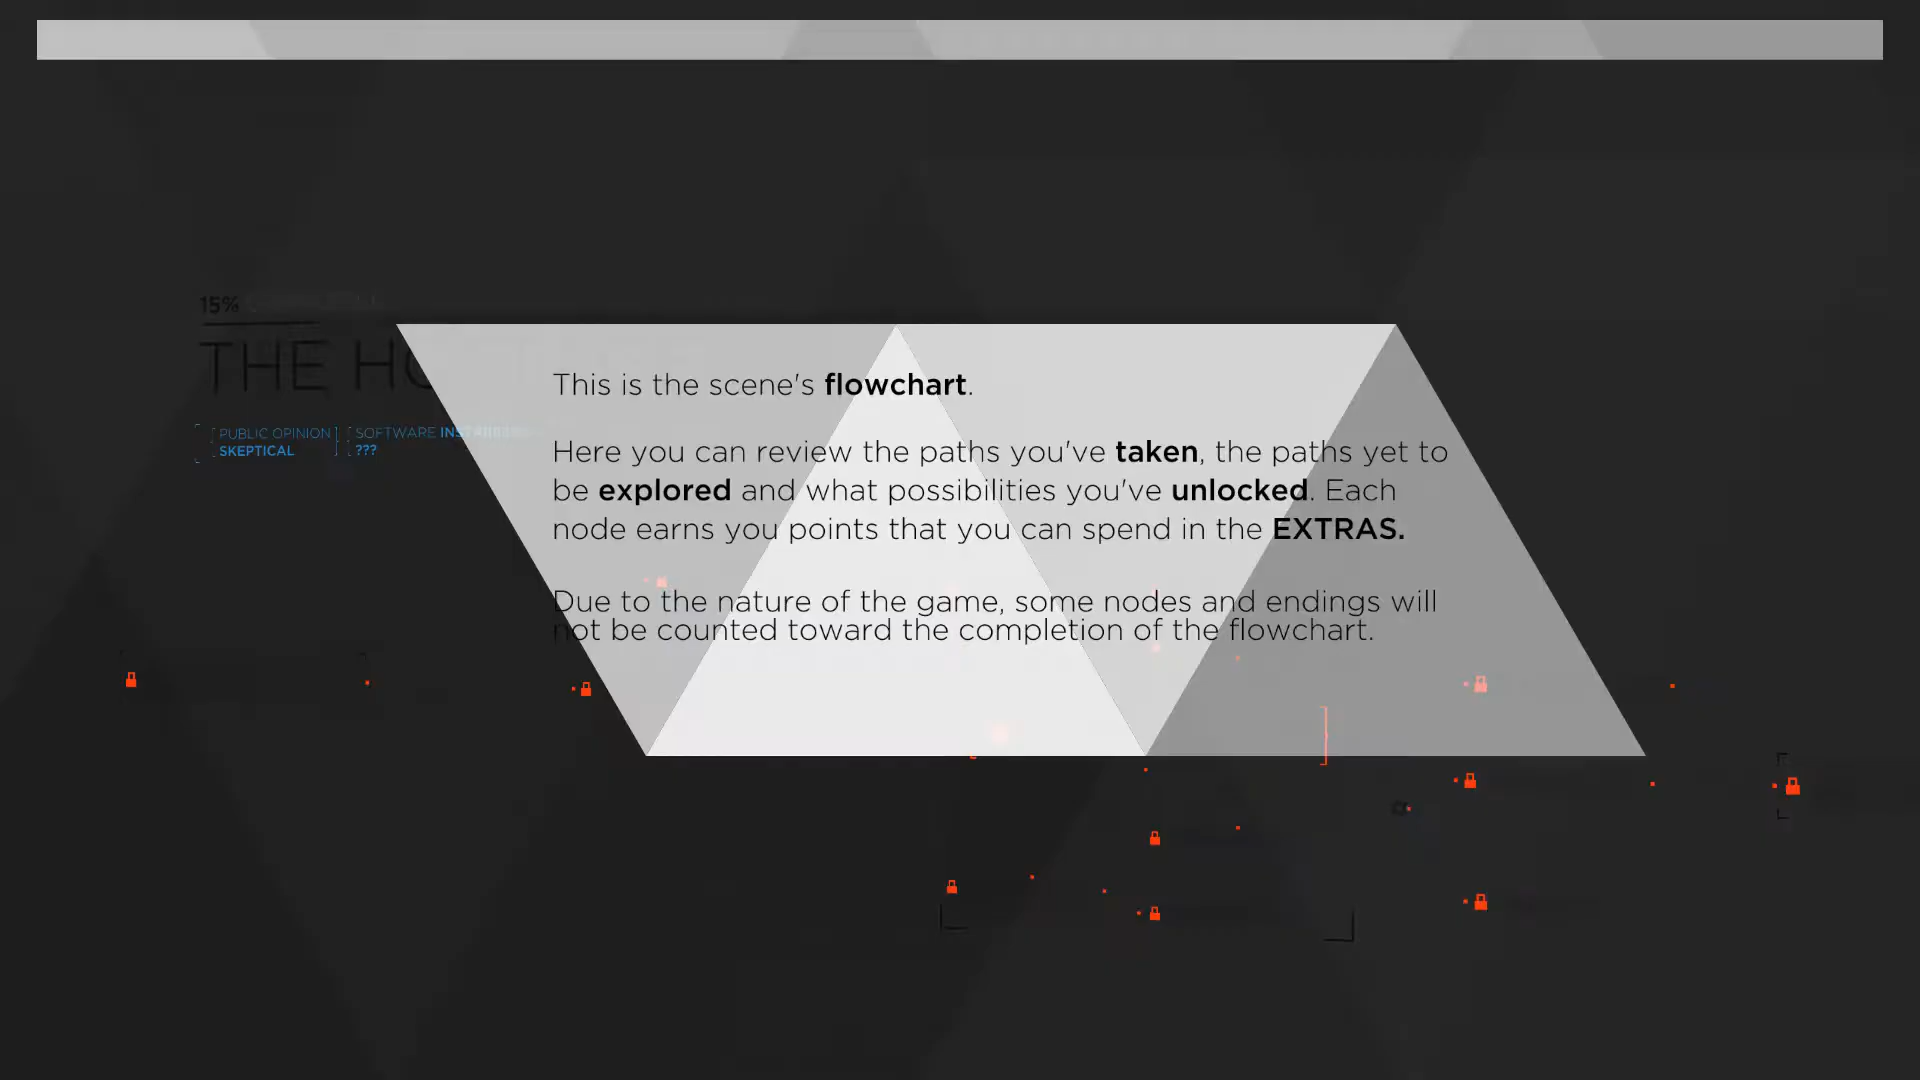 15%
THE HO
PUBLIC OPINION
SKEPTICAL
SOFTWARE
???
This is the scene's flowchart.
Here you can review the paths you've taken, the paths yet to
be explored and what possibilities you've unlocked. Each
node earns you points that you can spend in the EXTRAS.
Due to the nature of the game, some nodes and endings will
not be counted toward the completion of the flowchart.